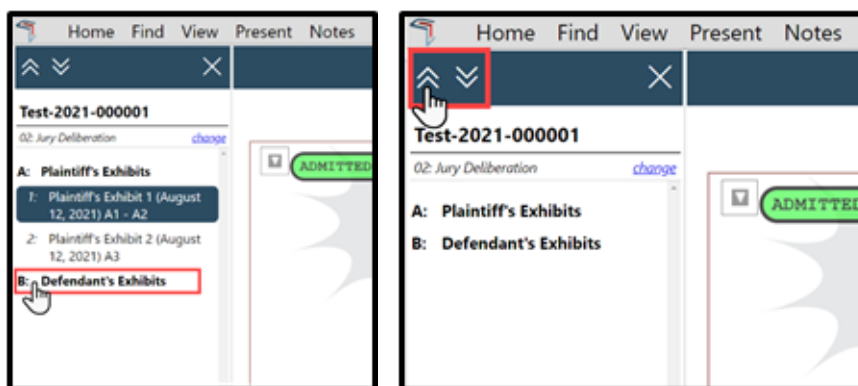 Home Find View Present Notes
Test-2021-000001
02: Jury Deliberation change
A: Plaintiff's Exhibits
1: Plaintiff's Exhibit 1 (August
12, 2021) A1 - A2
2: Plaintiff's Exhibit 2 (August
12, 2021) A3
B: Defendant's Exhibits
ADMITTED
Home Find View Present Notes
Test-2021-000001
02: Jury Deliberation change
A: Plaintiff's Exhibits
B: Defendant's Exhibits
ADMITTED